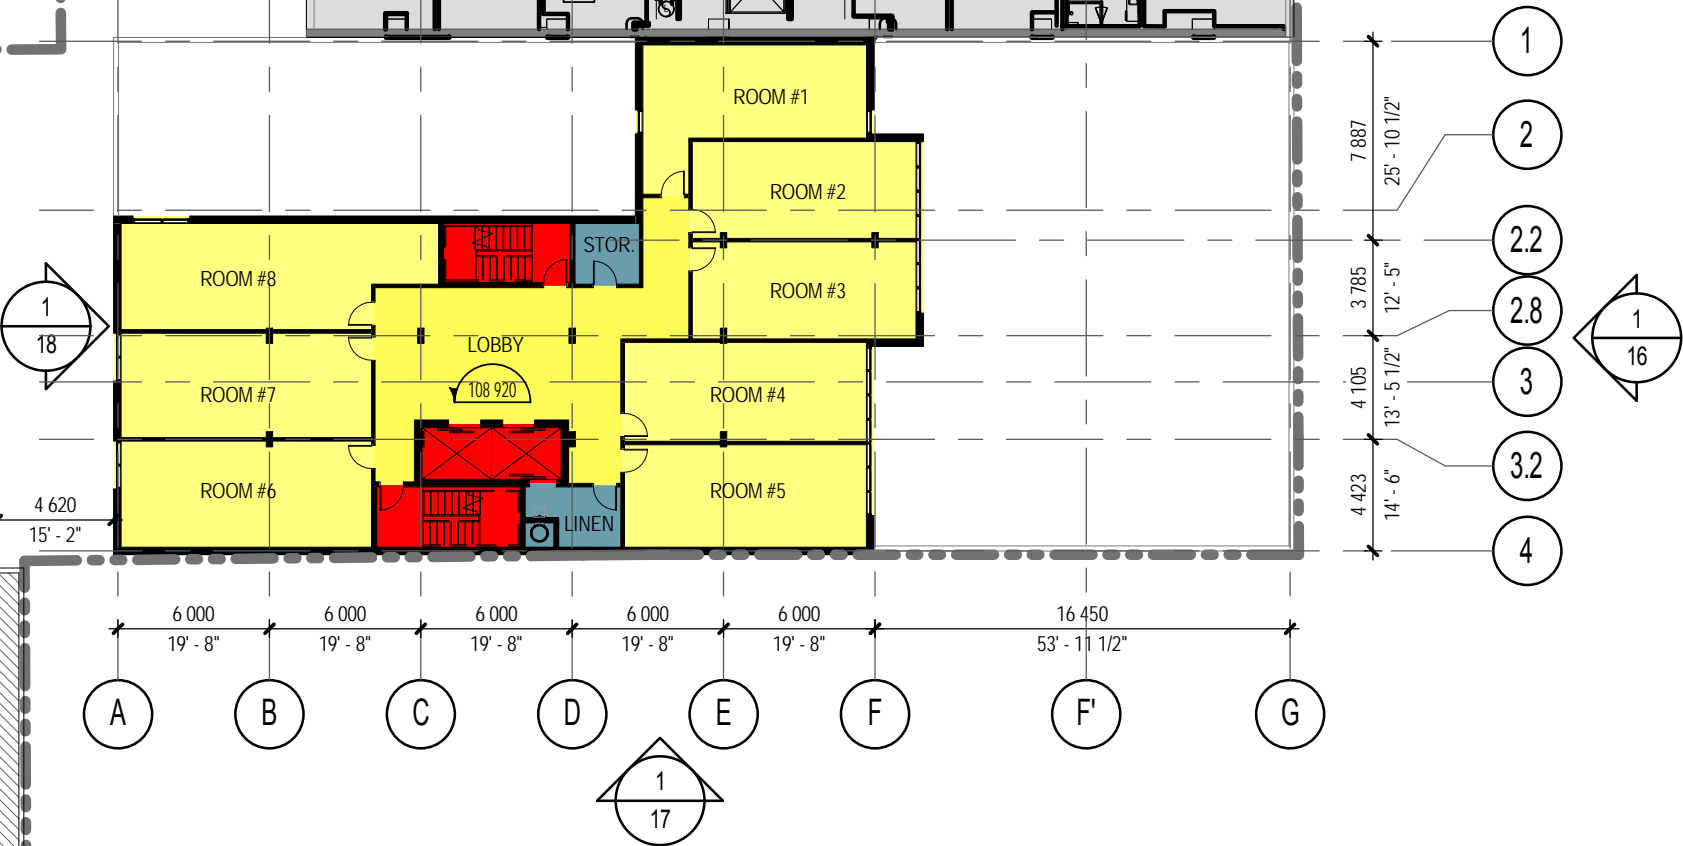 1
ROOM #1
7 887
25' - 10 1/2"
2
ROOM #2
STOR.
2.2
ROOM #8
ROOM #3
3 785
12' - 5"
2.8
1
18
LOBBY
1
16
108 920
ROOM #7
ROOM #4
4 105
13' - 5 1/2"
3
ROOM #6
ROOM #5
3.2
4 620
15' - 2"
LINEN
4 423
14' - 6"
4
6 000
6 000
6 000
6 000
6 000
16 450
19' - 8"
19' - 8"
19' - 8"
19' - 8"
19' - 8"
53' - 11 1/2"
A
B
C
D
E
F
F'
G
1
17